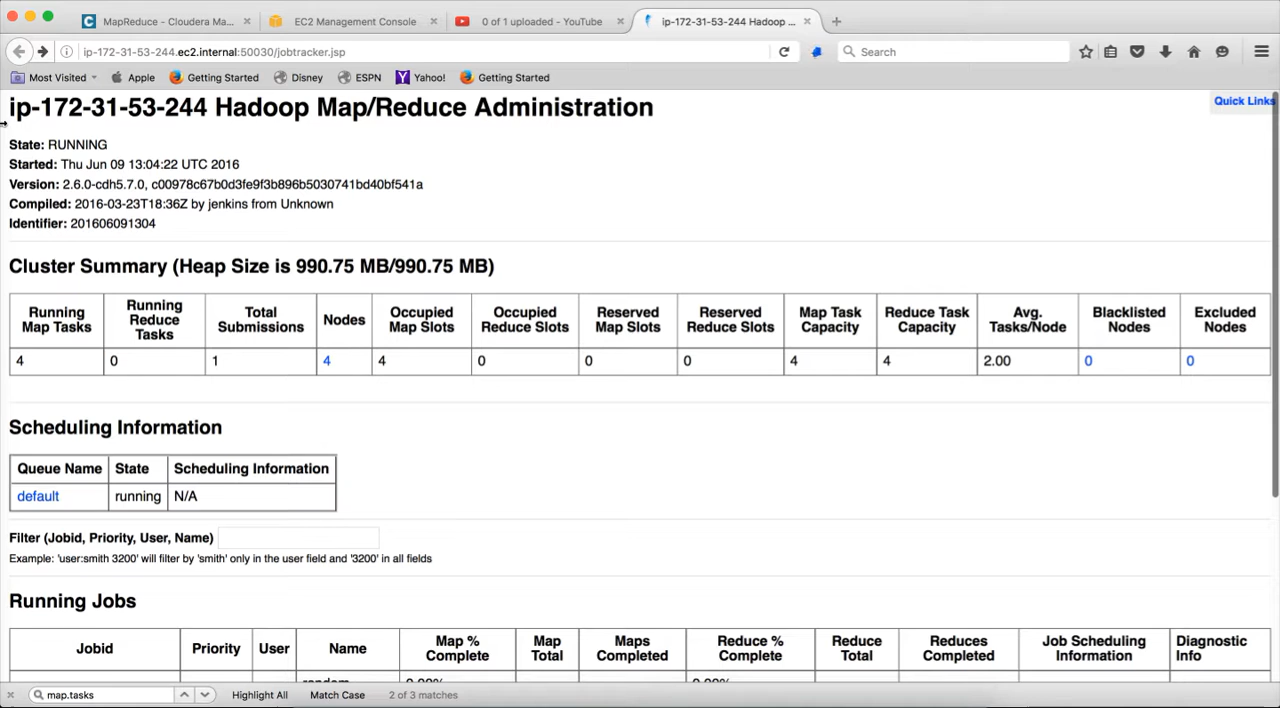 MapReduce - Cloudera Ma...
EC2 Management Console
0 of 1 uploaded - YouTube
ip-172-31-53-244 Hadoop ...
ip-172-31-53-244.ec2.internal:50030/jobtracker.jsp
Search
Most Visited
Apple
Getting Started
Disney
ESPN
Yahoo!
Getting Started
ip-172-31-53-244 Hadoop Map/Reduce Administration
Quick Links
State: RUNNING
Started: Thu Jun 09 13:04:22 UTC 2016
Version: 2.6.0-cdh5.7.0, c00978c67b0d3fe9f3b896b5030741bd40bf541a
Compiled: 2016-03-23T18:36Z by jenkins from Unknown
Identifier: 201606091304
Cluster Summary (Heap Size is 990.75 MB/990.75 MB)
Running Map Tasks
Running Reduce Tasks
Total Submissions
Nodes
Occupied Map Slots
Occupied Reduce Slots
Reserved Map Slots
Reserved Reduce Slots
Map Task Capacity
Reduce Task Capacity
Avg. Tasks/Node
Blacklisted Nodes
Excluded Nodes
4 0 1 4 4 0 0 0 4 4 2.00 0 0
Scheduling Information
Queue Name State Scheduling Information
default running N/A
Filter (Jobid, Priority, User, Name)
Example: 'user:smith 3200' will filter by 'smith' only in the user field and '3200' in all fields
Running Jobs
Jobid
Priority
User
Name
Map % Complete
Map Total
Maps Completed
Reduce % Complete
Reduce Total
Reduces Completed
Job Scheduling Information
Diagnostic Info
random 0.00% 0.00%
map.tasks
Highlight All
Match Case
2 of 3 matches